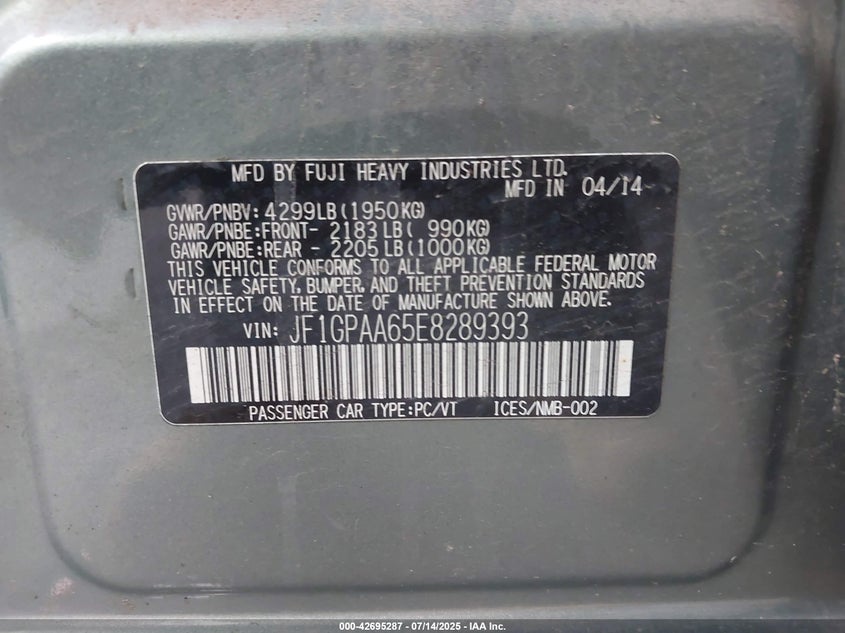 MFD BY FUJI HEAVY INDUSTRIES LTD.
MFD IN 04/14
GVWR/PNBV: 4299LB(1950KG)
GAWR/PNBE:FRONT- 2183LB( 990KG)
GAWR/PNBE:REAR - 2205LB(1000KG)
THIS VEHICLE CONFORMS TO ALL APPLICABLE FEDERAL MOTOR
VEHICLE SAFETY, BUMPER, AND THEFT PREVENTION STANDARDS
IN EFFECT ON THE DATE OF MANUFACTURE SHOWN ABOVE.
VIN: JF1GPAA65E8289393
PASSENGER CAR TYPE:PC/VT ICES/NMB-002
000-42695287 - 07/14/2025 - IAA Inc.